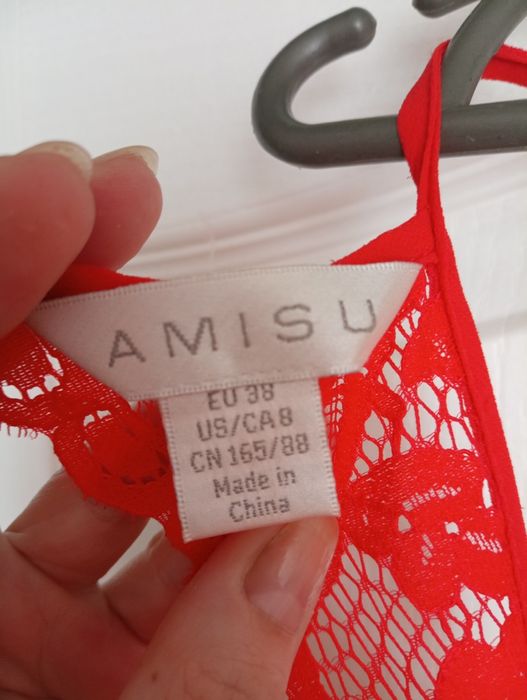 AMISU
EU 38
US/CA 8
CN 165/88
Made in
China